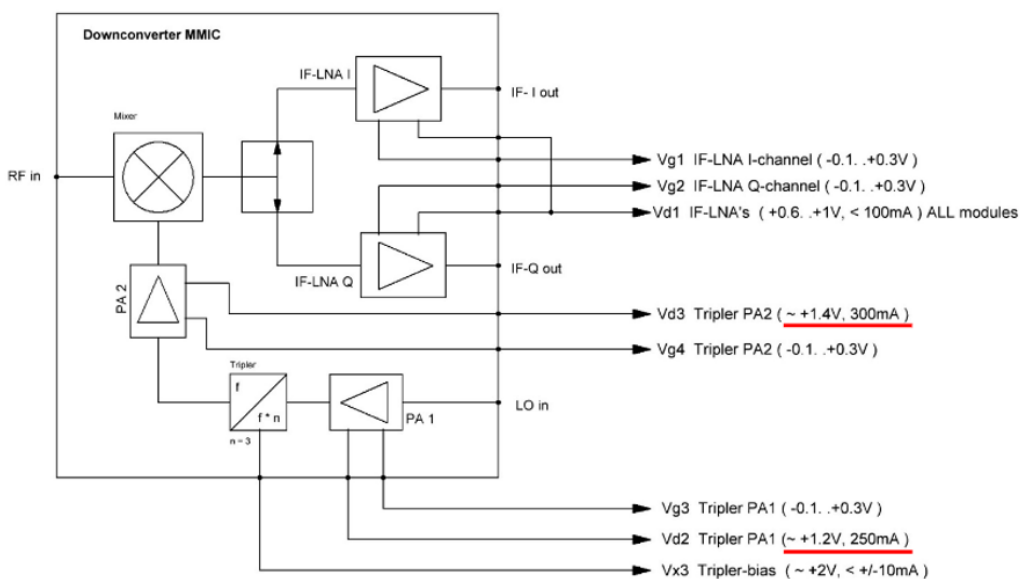 Downconverter MMIC
IF-LNA I
IF- I out
Mixer
Vg1 IF-LNA I-channel ( -0.1. .+0.3V )
RF in
Vg2 IF-LNA Q-channel ( -0.1. .+0.3V )
Vd1 IF-LNA's ( +0.6. .+1V, < 100mA ) ALL modules
IF-Q out
IF-LNA Q
PA 2
Vd3 Tripler PA2 ( ~ +1.4V, 300mA )
Vg4 Tripler PA2 ( -0.1. .+0.3V )
Tripler
f
f * n
n = 3
PA 1
LO in
Vg3 Tripler PA1 ( -0.1. .+0.3V )
Vd2 Tripler PA1 (~ +1.2V, 250mA )
Vx3 Tripler-bias ( ~ +2V, < +/-10mA )